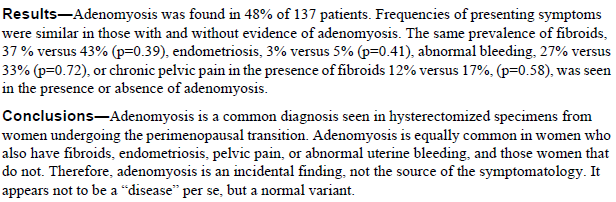 Results—Adenomyosis was found in 48% of 137 patients. Frequencies of presenting symptoms
were similar in those with and without evidence of adenomyosis. The same prevalence of fibroids,
37 % versus 43% (p=0.39), endometriosis, 3% versus 5% (p=0.41), abnormal bleeding, 27% versus
33% (p=0.72), or chronic pelvic pain in the presence of fibroids 12% versus 17%, (p=0.58), was seen
in the presence or absence of adenomyosis.
Conclusions—Adenomyosis is a common diagnosis seen in hysterectomized specimens from
women undergoing the perimenopausal transition. Adenomyosis is equally common in women who
also have fibroids, endometriosis, pelvic pain, or abnormal uterine bleeding, and those women that
do not. Therefore, adenomyosis is an incidental finding, not the source of the symptomatology. It
appears not to be a “disease” per se, but a normal variant.